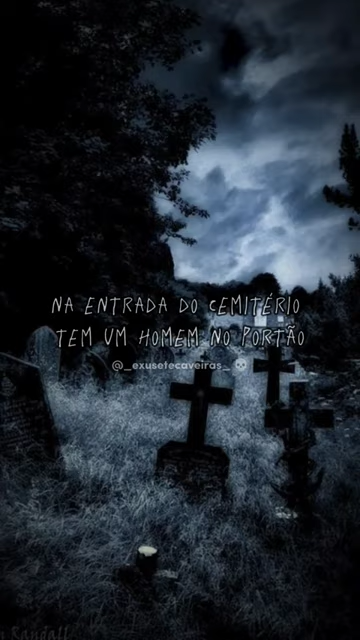 NA ENTRADA DO CEMITÉRIO
TEM UM HOMEM NO PORTÃO
@_exusetecaveiras_ 💀